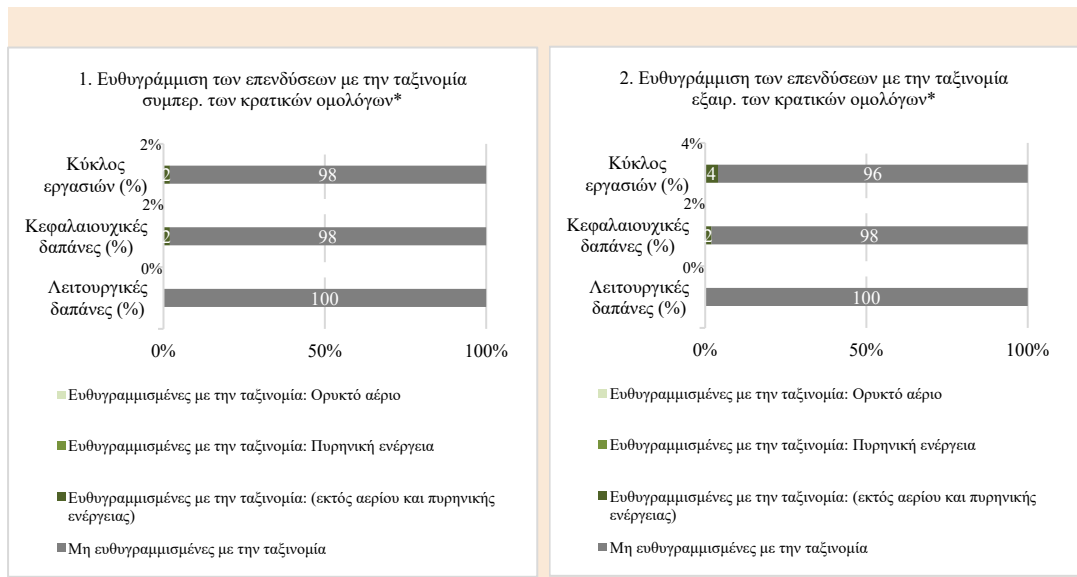 1. Ευθυγράμμιση των επενδύσεων με την ταξινομία
συμπερ. των κρατικών ομολόγων*
2%
Κύκλος
εργασιών (%)
2
98
2%
Κεφαλαιουχικές
δαπάνες (%)
2
98
0%
Λειτουργικές
δαπάνες (%)
100
0%
50%
100%
Ευθυγραμμισμένες με την ταξινομία: Ορυκτό αέριο
Ευθυγραμμισμένες με την ταξινομία: Πυρηνική ενέργεια
Ευθυγραμμισμένες με την ταξινομία: (εκτός αερίου και πυρηνικής
ενέργειας)
Μη ευθυγραμμισμένες με την ταξινομία
2. Ευθυγράμμιση των επενδύσεων με την ταξινομία
εξαιρ. των κρατικών ομολόγων*
4%
Κύκλος
εργασιών (%)
4
96
2%
Κεφαλαιουχικές
δαπάνες (%)
2
98
0%
Λειτουργικές
δαπάνες (%)
100
0%
50%
100%
Ευθυγραμμισμένες με την ταξινομία: Ορυκτό αέριο
Ευθυγραμμισμένες με την ταξινομία: Πυρηνική ενέργεια
Ευθυγραμμισμένες με την ταξινομία: (εκτός αερίου και πυρηνικής
ενέργειας)
Μη ευθυγραμμισμένες με την ταξινομία